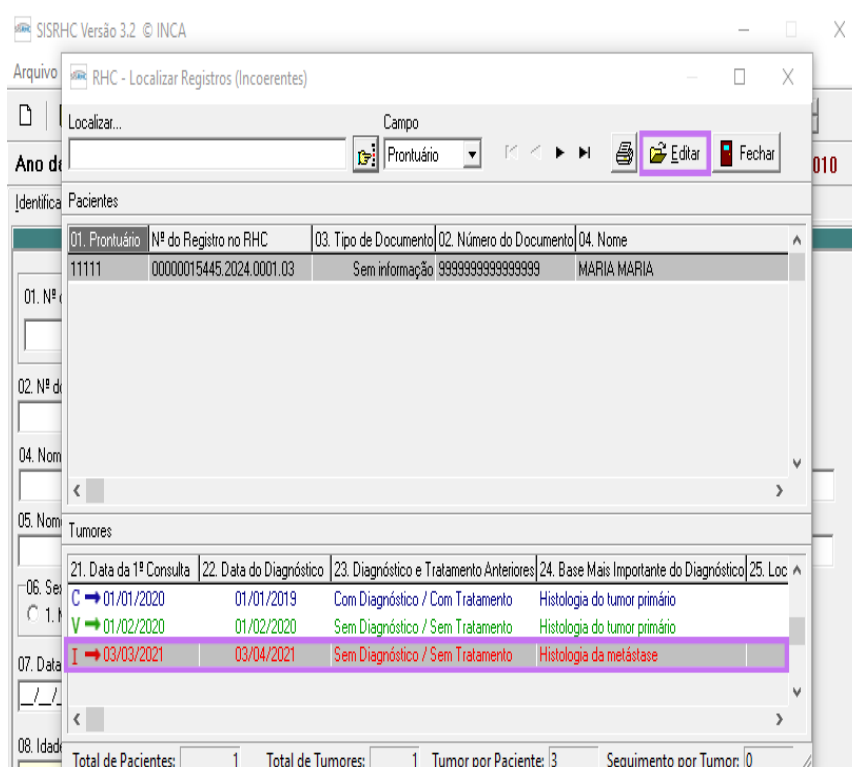 SISRHC Versão 3.2 © INCA
Arquivo
RHC - Localizar Registros (Incoerentes)
Localizar... Campo
Prontuário Editar Fechar
Ano da 010
Identifica
Pacientes
01. Prontuário Nº do Registro no RHC 03. Tipo de Documento 02. Número do Documento 04. Nome
11111 00000015445.2024.0001.03 Sem informação 9999999999999999 MARIA MARIA
01. Nº
02. Nº do
04. Nom
05. Nom
Tumores
21. Data da 1ª Consulta 22. Data do Diagnóstico 23. Diagnóstico e Tratamento Anteriores 24. Base Mais Importante do Diagnóstico 25. Loc
06. Se
C 01/01/2020 01/01/2019 Com Diagnóstico / Com Tratamento Histologia do tumor primário
1.
V 01/02/2020 01/02/2020 Sem Diagnóstico / Sem Tratamento Histologia do tumor primário
I 03/03/2021 03/04/2021 Sem Diagnóstico / Sem Tratamento Histologia da metástase
07. Data
_/_/_
08. Idade
Total de Pacientes: 1 Total de Tumores: 1 Tumor por Paciente: 3 Seguimento por Tumor: 0